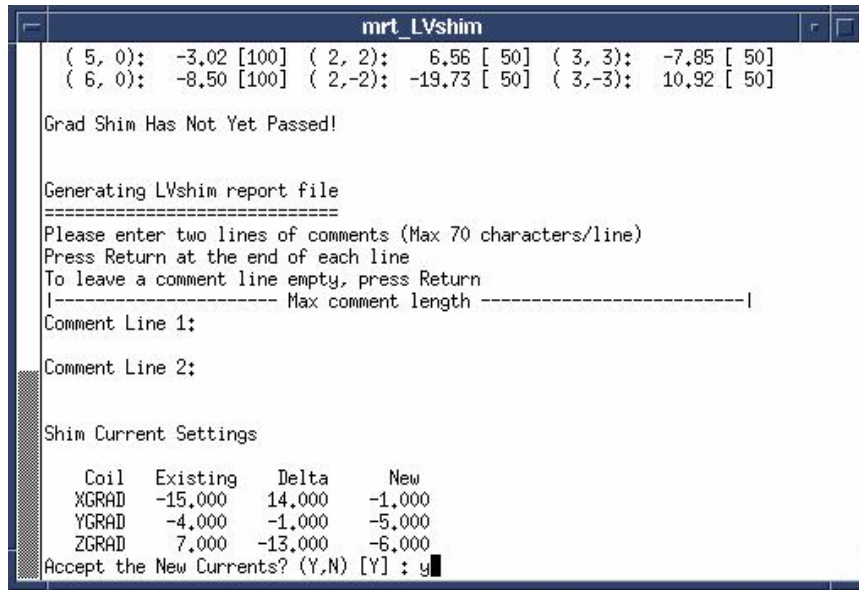 mrt_LVshim
( 5, 0):   -3.02 [100]  ( 2, 2):    6.56 [ 50]  ( 3, 3):   -7.85 [ 50]
( 6, 0):   -8.50 [100]  ( 2,-2):  -19.73 [ 50]  ( 3,-3):   10.92 [ 50]
Grad Shim Has Not Yet Passed!
Generating LVshim report file
=============================
Please enter two lines of comments (Max 70 characters/line)
Press Return at the end of each line
To leave a comment line empty, press Return
|---------------------- Max comment length --------------------------|
Comment Line 1:
Comment Line 2:
Shim Current Settings
Coil   Existing    Delta      New
XGRAD   -15.000   14.000    -1.000
YGRAD    -4.000   -1.000    -5.000
ZGRAD     7.000  -13.000    -6.000
Accept the New Currents? (Y,N) [Y] : y